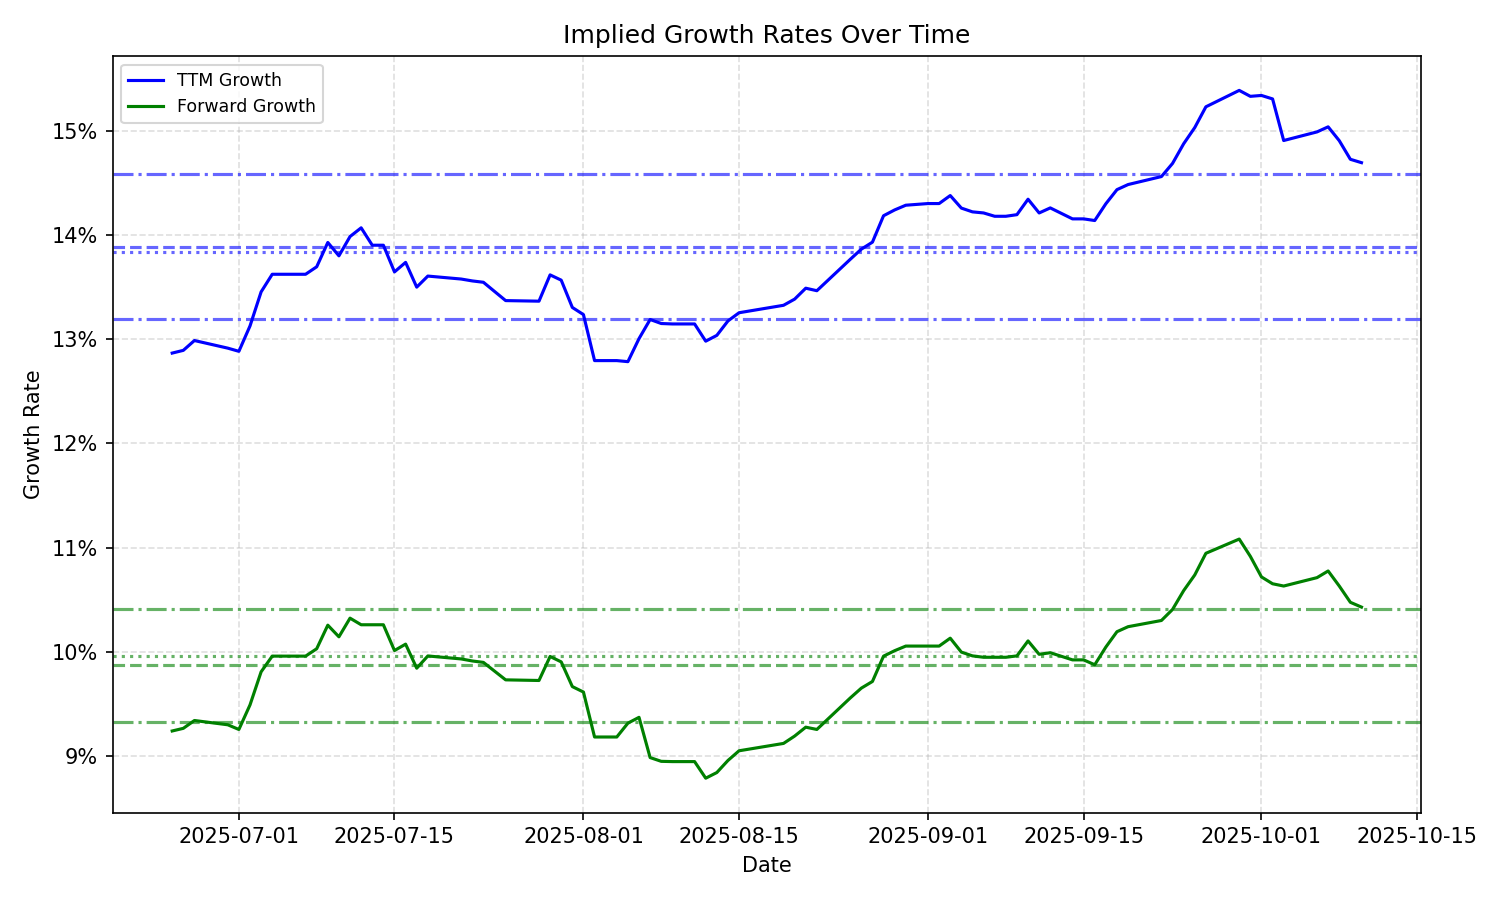 Implied Growth Rates Over Time
TTM Growth
Forward Growth
15%
14%
13%
12%
11%
10%
9%
Growth Rate
2025-07-01 2025-07-15 2025-08-01 2025-08-15 2025-09-01 2025-09-15 2025-10-01 2025-10-15
Date